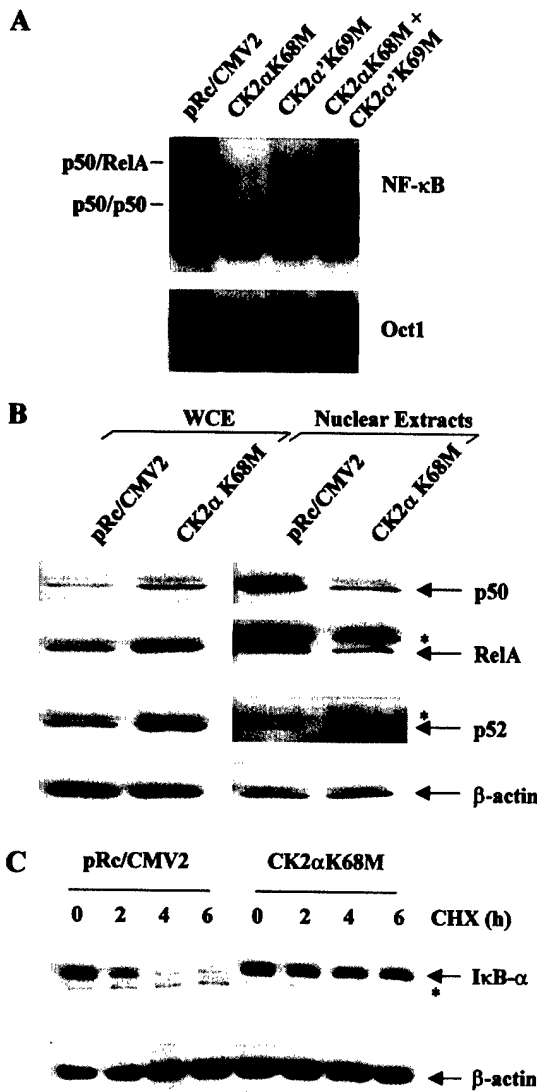 A
pRc/CMV2
CK2αK68M
CK2α'K69M
CK2αK68M +
CK2α'K69M
p50/RelA
p50/p50
NF-κB
Oct1
B
WCE
Nuclear Extracts
pRc/CMV2
CK2α K68M
pRc/CMV2
CK2α K68M
p50
*
RelA
*
p52
β-actin
C
pRc/CMV2
CK2αK68M
0 2 4 6 0 2 4 6 CHX (h)
IκB-α
*
β-actin